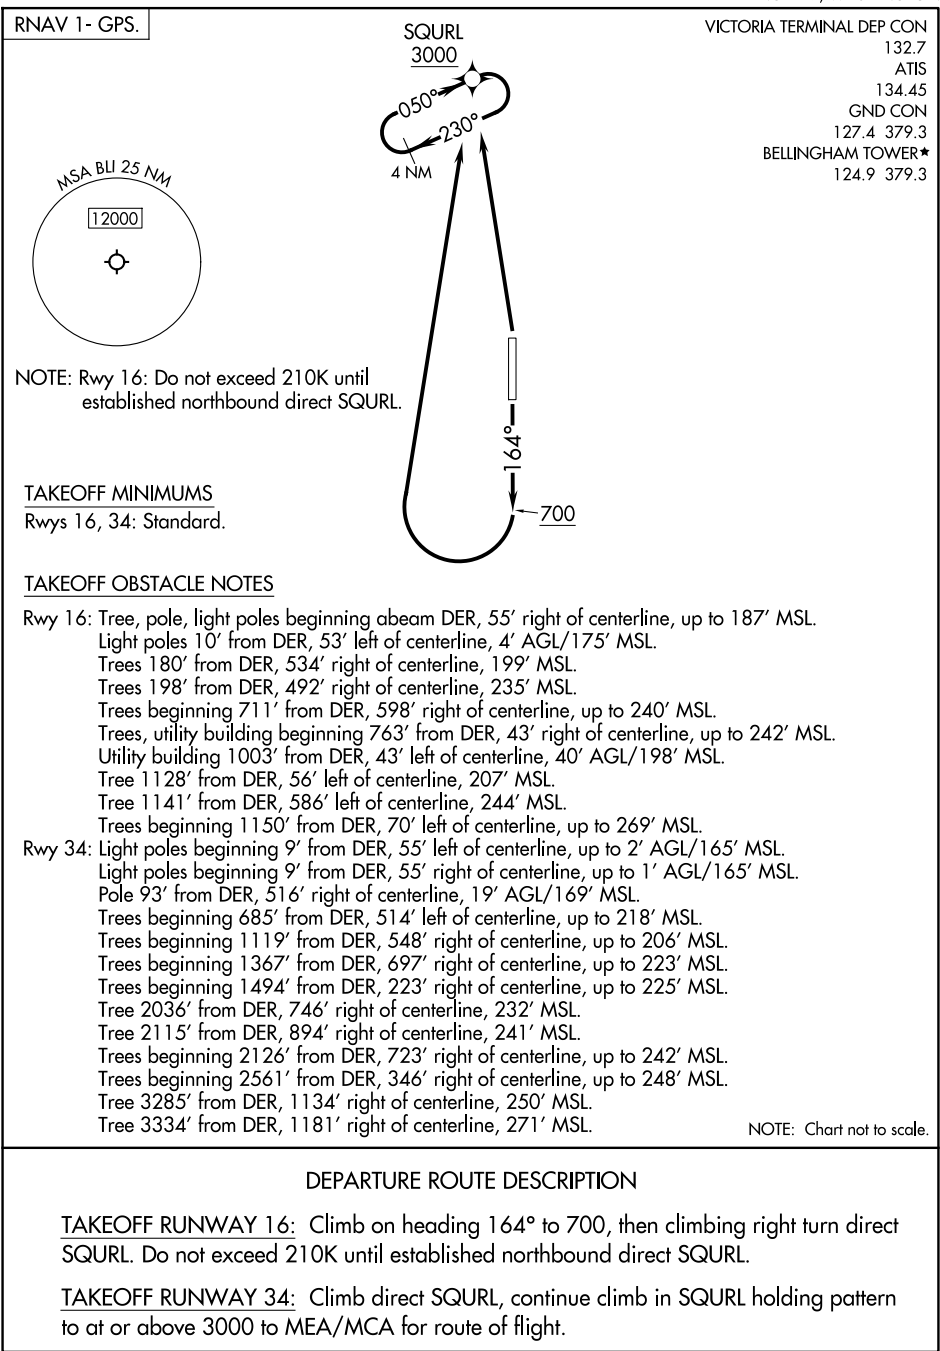 RNAV 1- GPS.
SQURL
3000
050°
230°
4 NM
VICTORIA TERMINAL DEP CON
132.7
ATIS
134.45
GND CON
127.4 379.3
BELLINGHAM TOWER★
124.9 379.3
MSA BLI 25 NM
12000
NOTE: Rwy 16: Do not exceed 210K until
established northbound direct SQURL.
164°
700
TAKEOFF MINIMUMS
Rwys 16, 34: Standard.
TAKEOFF OBSTACLE NOTES
Rwy 16: Tree, pole, light poles beginning abeam DER, 55' right of centerline, up to 187' MSL.
Light poles 10' from DER, 53' left of centerline, 4' AGL/175' MSL.
Trees 180' from DER, 534' right of centerline, 199' MSL.
Trees 198' from DER, 492' right of centerline, 235' MSL.
Trees beginning 711' from DER, 598' right of centerline, up to 240' MSL.
Trees, utility building beginning 763' from DER, 43' right of centerline, up to 242' MSL.
Utility building 1003' from DER, 43' left of centerline, 40' AGL/198' MSL.
Tree 1128' from DER, 56' left of centerline, 207' MSL.
Tree 1141' from DER, 586' left of centerline, 244' MSL.
Trees beginning 1150' from DER, 70' left of centerline, up to 269' MSL.
Rwy 34: Light poles beginning 9' from DER, 55' left of centerline, up to 2' AGL/165' MSL.
Light poles beginning 9' from DER, 55' right of centerline, up to 1' AGL/165' MSL.
Pole 93' from DER, 516' right of centerline, 19' AGL/169' MSL.
Trees beginning 685' from DER, 514' left of centerline, up to 218' MSL.
Trees beginning 1119' from DER, 548' right of centerline, up to 206' MSL.
Trees beginning 1367' from DER, 697' right of centerline, up to 223' MSL.
Trees beginning 1494' from DER, 223' right of centerline, up to 225' MSL.
Tree 2036' from DER, 746' right of centerline, 232' MSL.
Tree 2115' from DER, 894' right of centerline, 241' MSL.
Trees beginning 2126' from DER, 723' right of centerline, up to 242' MSL.
Trees beginning 2561' from DER, 346' right of centerline, up to 248' MSL.
Tree 3285' from DER, 1134' right of centerline, 250' MSL.
Tree 3334' from DER, 1181' right of centerline, 271' MSL.
NOTE: Chart not to scale.
DEPARTURE ROUTE DESCRIPTION
TAKEOFF RUNWAY 16: Climb on heading 164° to 700, then climbing right turn direct
SQURL. Do not exceed 210K until established northbound direct SQURL.
TAKEOFF RUNWAY 34: Climb direct SQURL, continue climb in SQURL holding pattern
to at or above 3000 to MEA/MCA for route of flight.